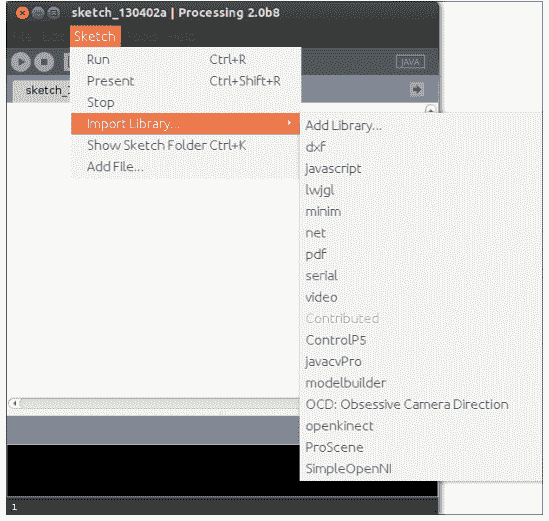 sketch_130402a | Processing 2.0b8
Sketch
JAVA
Run Ctrl+R
Present Ctrl+Shift+R
Stop
Import Library...
Show Sketch Folder Ctrl+K
Add File...
Add Library...
dxf
javascript
lwjgl
minim
net
pdf
serial
video
Contributed
ControlP5
javacvPro
modelbuilder
OCD: Obsessive Camera Direction
openkinect
ProScene
SimpleOpenNI
1